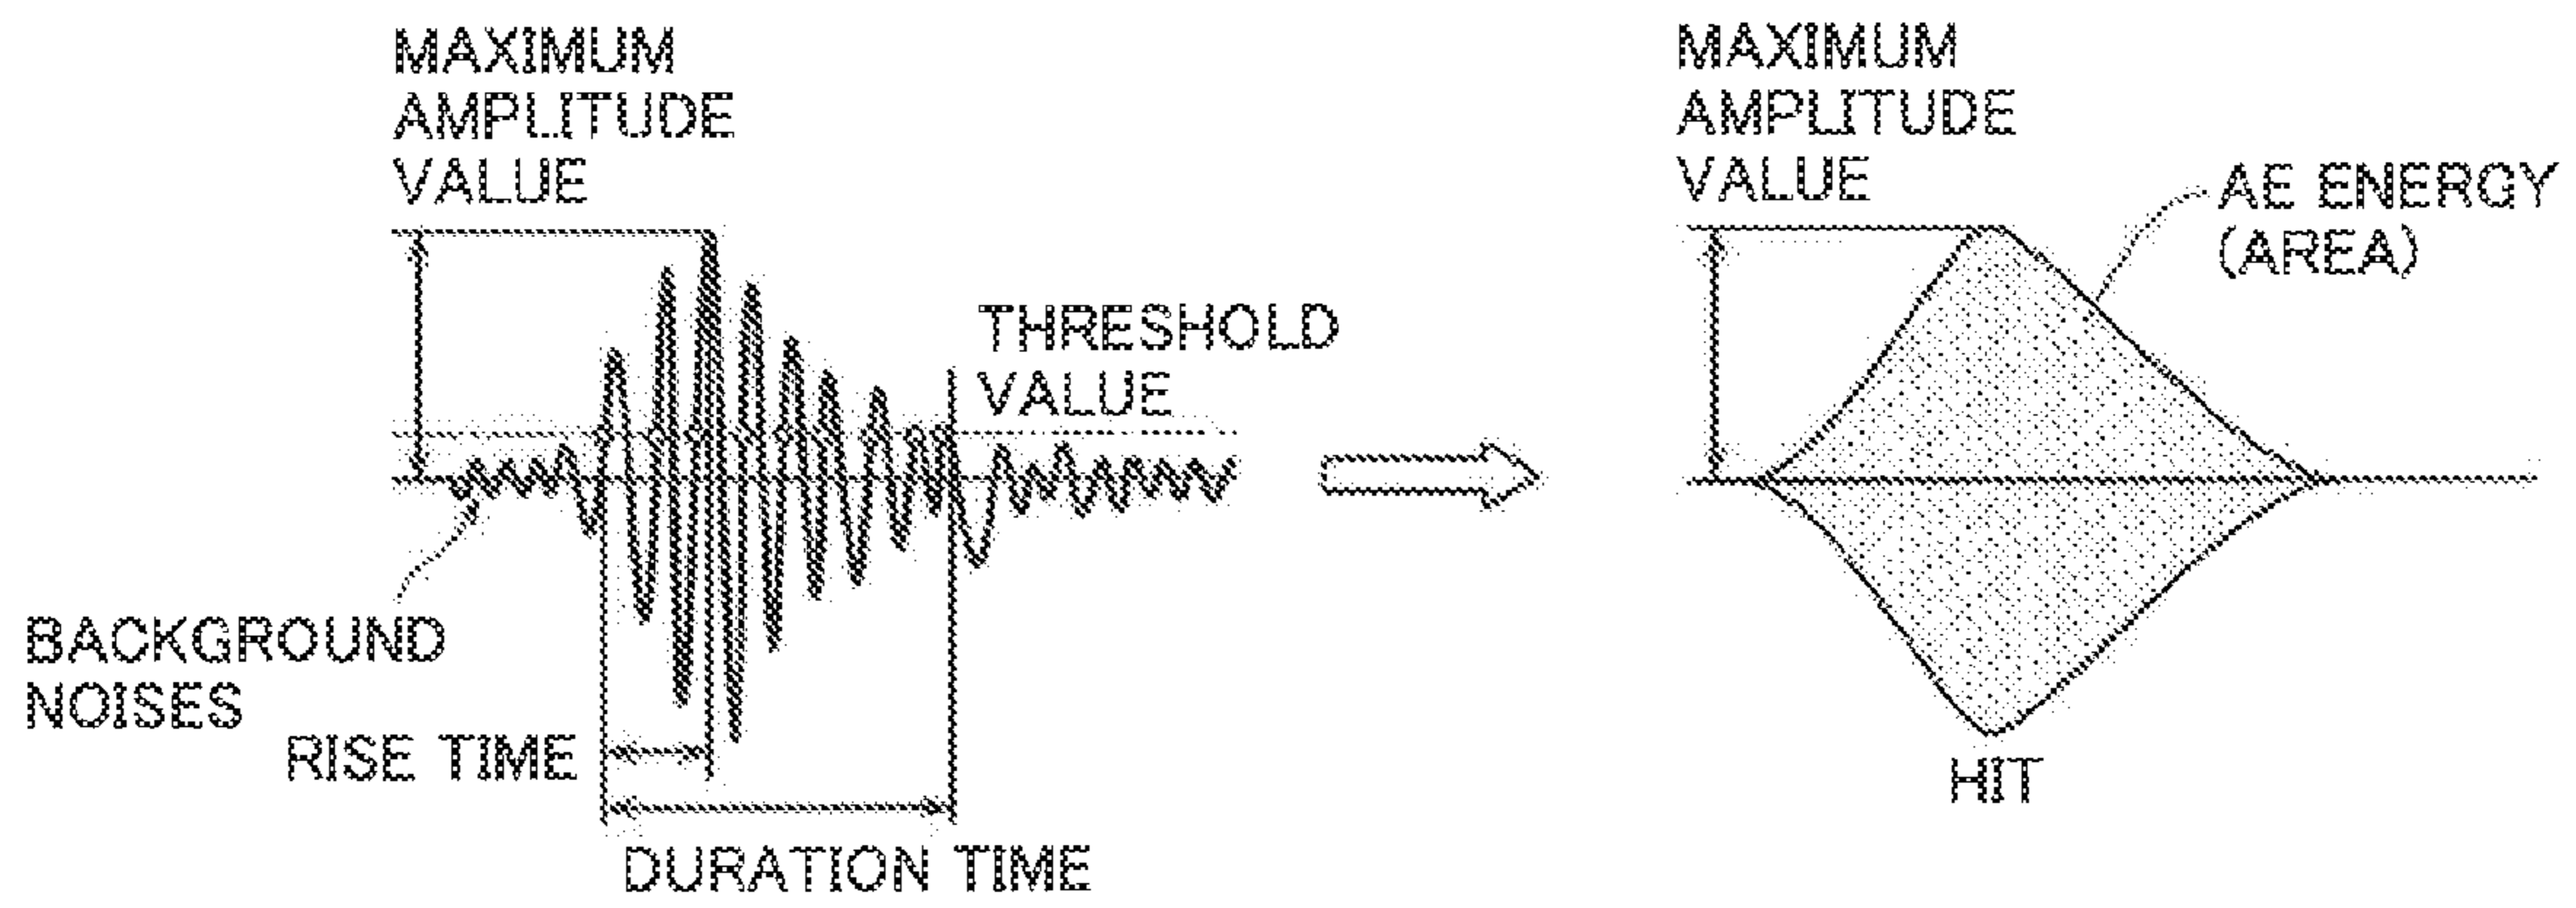 MAXIMUM
AMPLITUDE
VALUE
THRESHOLD
VALUE
BACKGROUND
NOISES
RISE TIME
DURATION TIME
MAXIMUM
AMPLITUDE
VALUE
AE ENERGY
(AREA)
HIT